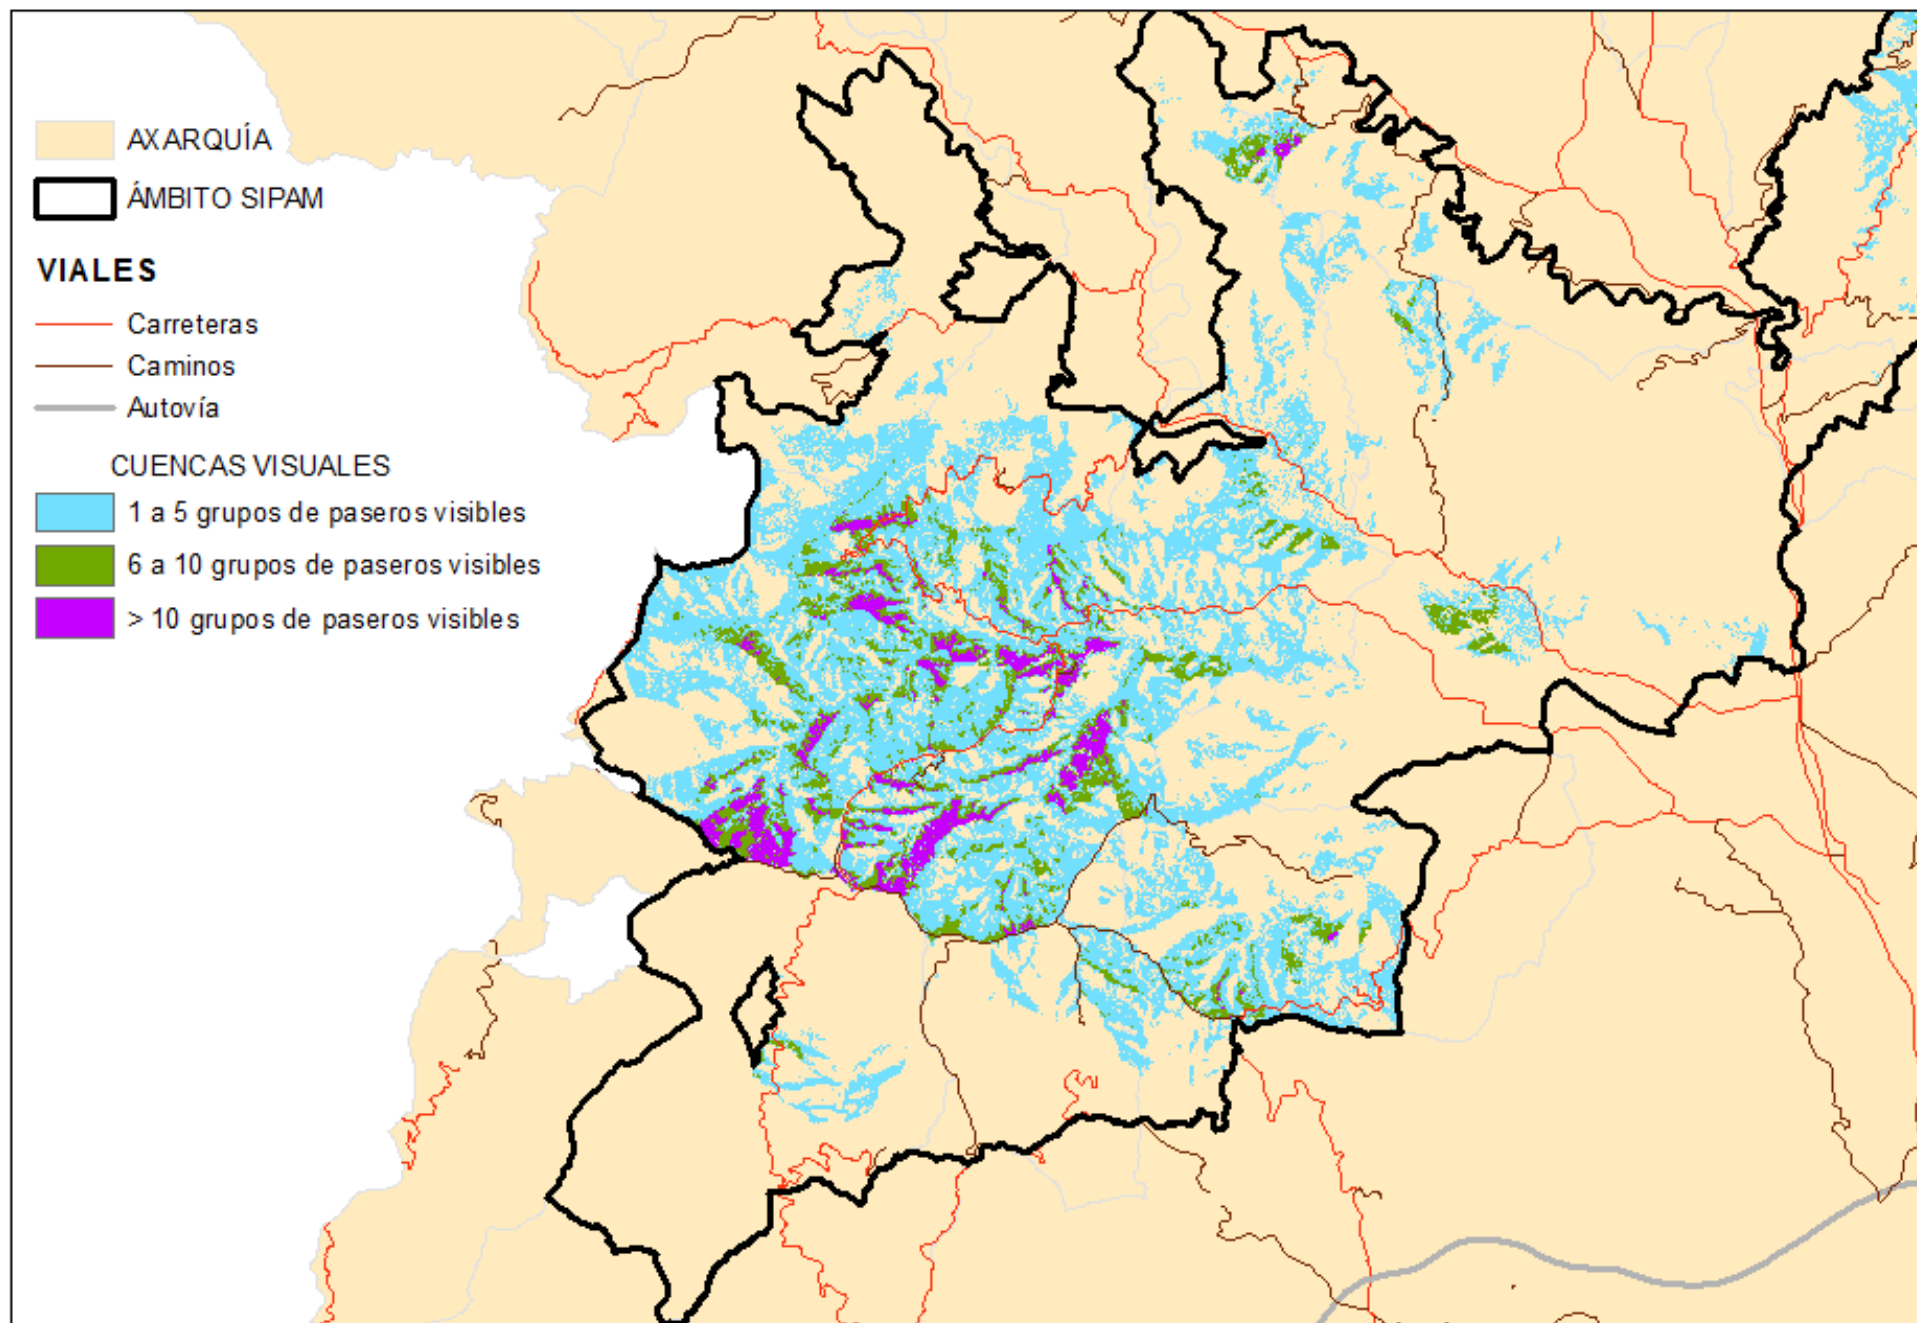 AXARQUÍA
ÁMBITO SIPAM
VIALES
Carreteras
Caminos
Autovía
CUENCAS VISUALES
1 a 5 grupos de paseros visibles
6 a 10 grupos de paseros visibles
> 10 grupos de paseros visibles